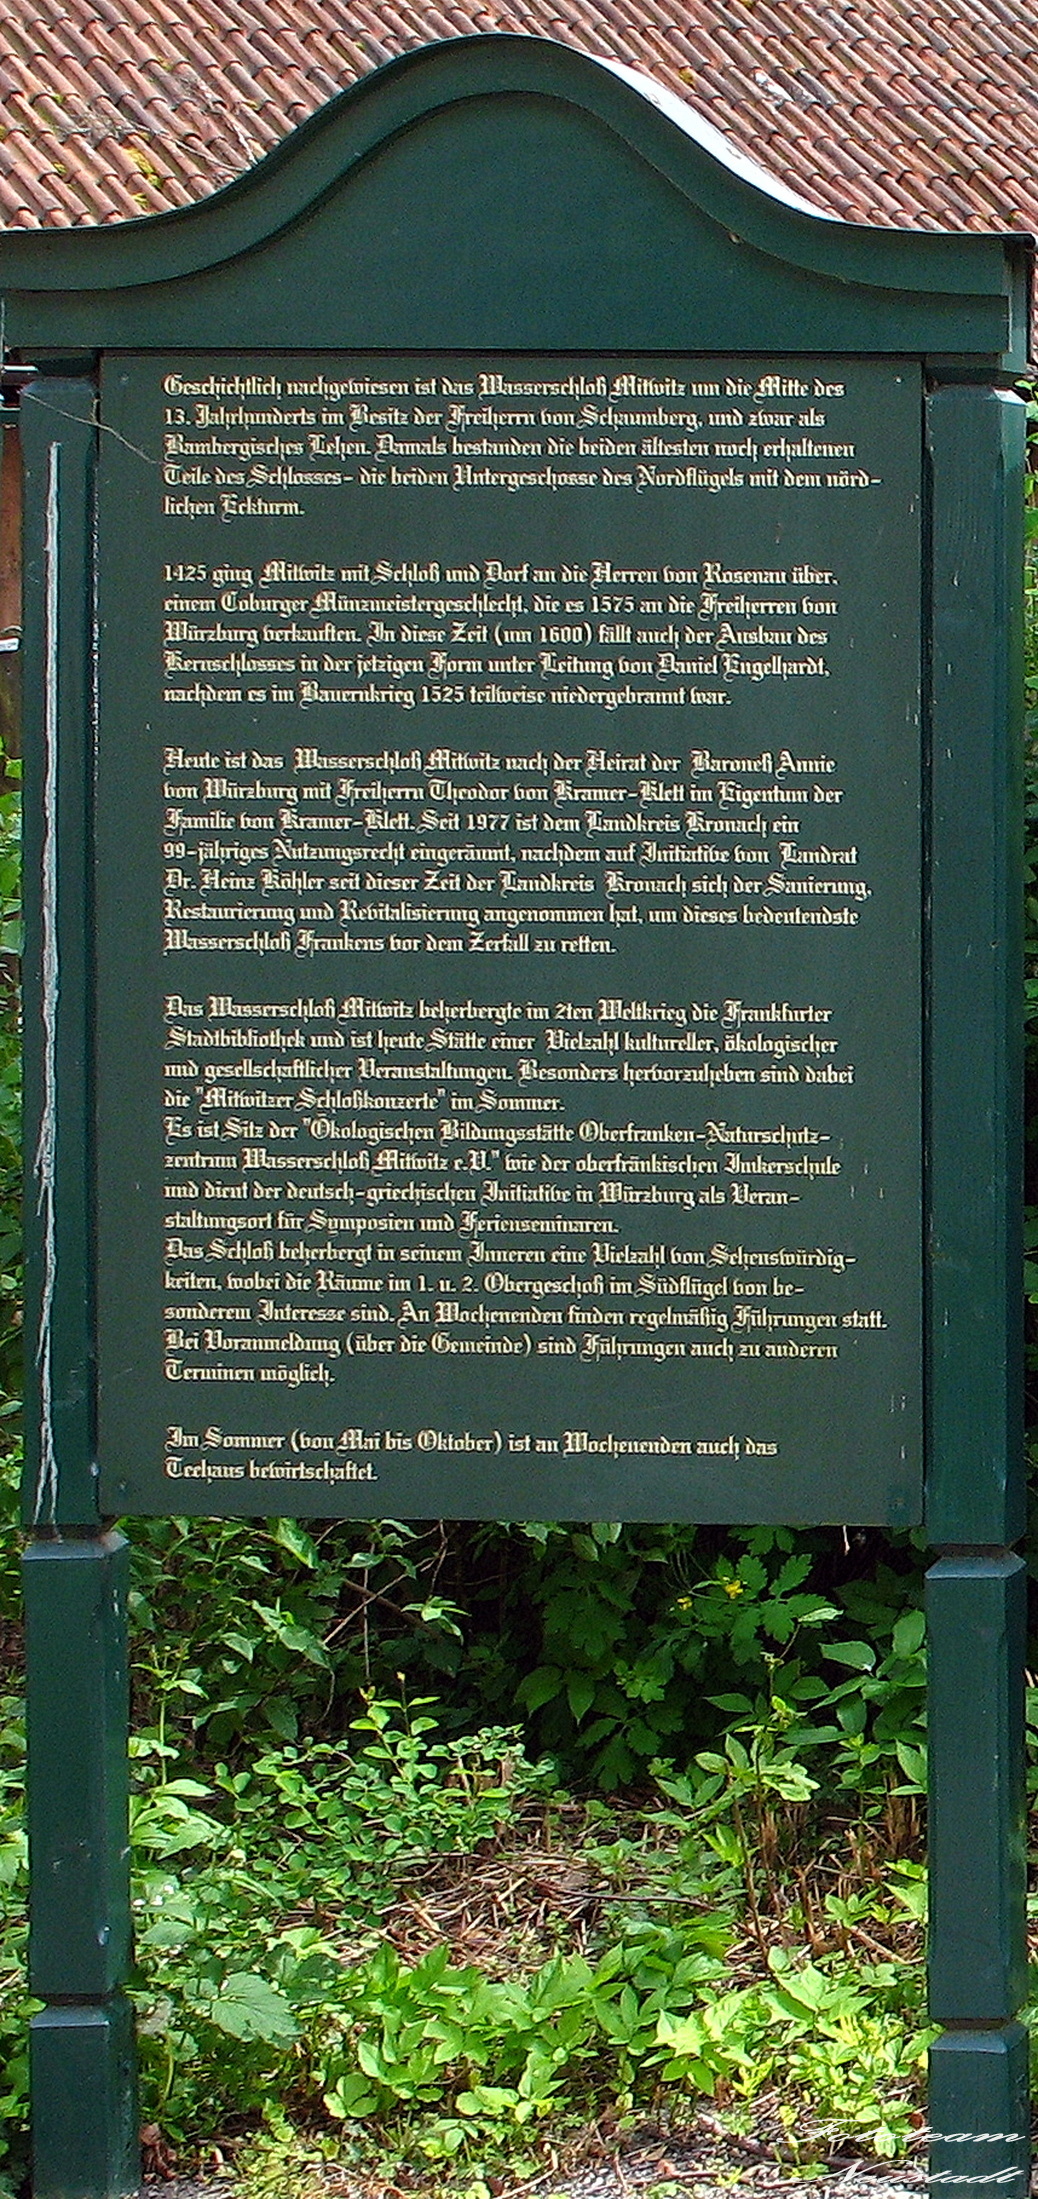 Geschichtlich nachgewiesen ist das Wasserschloß Mitwitz um die Mitte des
13. Jahrhunderts im Besitz der Freiherrn von Schaumberg, und zwar als
Bambergisches Lehen. Damals bestanden die beiden ältesten noch erhaltenen
Teile des Schlosses- die beiden Untergeschosse des Nordflügels mit dem nörd-
lichen Eckturm.
1425 ging Mitwitz mit Schloß und Dorf an die Herren von Rosenau über,
einem Coburger Münzmeistergeschlecht, die es 1575 an die Freiherren von
Würzburg verkauften. In diese Zeit (um 1600) fällt auch der Ausbau des
Kernschlosses in der jetzigen Form unter Leitung von Daniel Engelhardt,
nachdem es im Bauernkrieg 1525 teilweise niedergebrannt war.
Heute ist das Wasserschloß Mitwitz nach der Heirat der Baroneß Annie
von Würzburg mit Freiherrn Theodor von Kramer-Klett im Eigentum der
Familie von Kramer-Klett. Seit 1977 ist dem Landkreis Kronach ein
99-jähriges Nutzungsrecht eingeräumt, nachdem auf Initiative von Landrat
Dr. Heinz Köhler seit dieser Zeit der Landkreis Kronach sich der Sanierung,
Restaurierung und Revitalisierung angenommen hat, um dieses bedeutendste
Wasserschloß Frankens vor dem Zerfall zu retten.
Das Wasserschloß Mitwitz beherbergte im 2ten Weltkrieg die Frankfurter
Stadtbibliothek und ist heute Stätte einer Vielzahl kultureller, ökologischer
und gesellschaftlicher Veranstaltungen. Besonders hervorzuheben sind dabei
die "Mitwitzer Schloßkonzerte" im Sommer.
Es ist Sitz der "Ökologischen Bildungsstätte Oberfranken-Naturschutz-
zentrum Wasserschloß Mitwitz e.V." wie der oberfränkischen Imkerschule
und dient der deutsch-griechischen Initiative in Würzburg als Veran-
staltungsort für Symposien und Ferienseminaren.
Das Schloß beherbergt in seinem Inneren eine Vielzahl von Sehenswürdig-
keiten, wobei die Räume im 1. u. 2. Obergeschoß im Südflügel von be-
sonderem Interesse sind. An Wochenenden finden regelmäßig Führungen statt.
Bei Voranmeldung (über die Gemeinde) sind Führungen auch zu anderen
Terminen möglich.
Im Sommer (von Mai bis Oktober) ist an Wochenenden auch das
Teehaus bewirtschaftet.
Fototeam
Neustadt